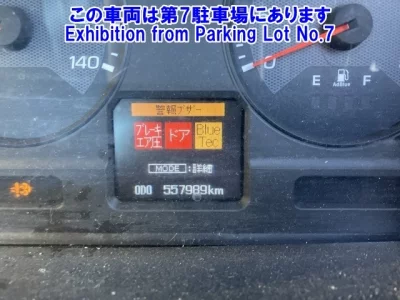 この車両は第7駐車場にあります
Exhibition from Parking Lot No.7
140
0
E F
AdBlue
警報ブザー
ブレーキ エア圧 ドア Blue Tec
MODE :詳細
ODO 557989km